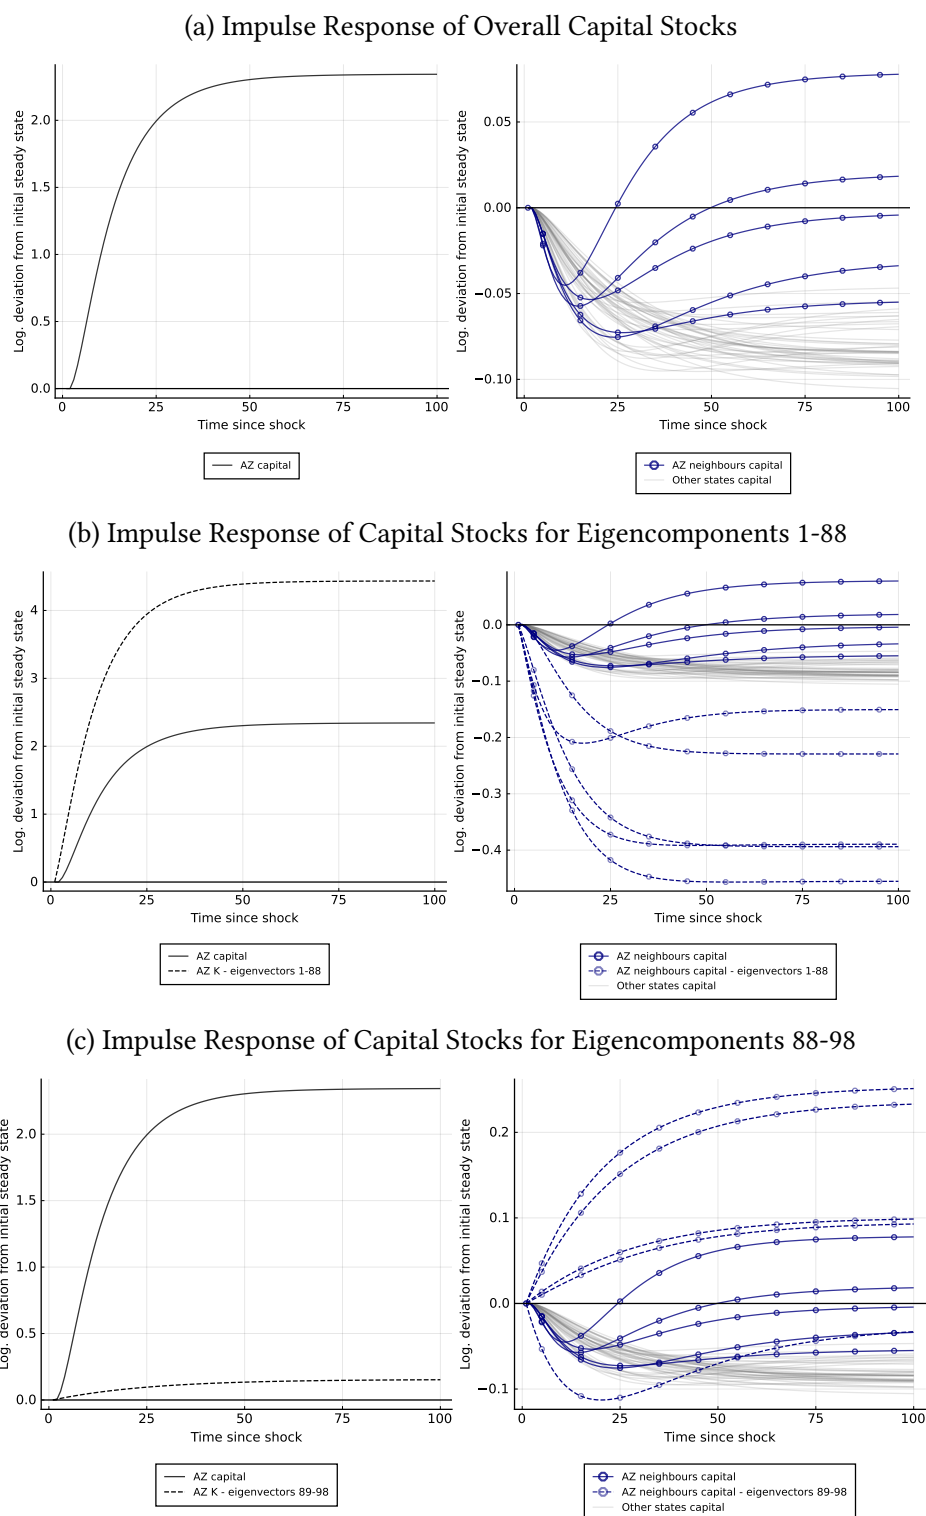 (a) Impulse Response of Overall Capital Stocks
Log. deviation from initial steady state
2.0
1.5
1.0
0.5
0.0
0 25 50 75 100
Time since shock
AZ capital
Log. deviation from initial steady state
0.05
0.00
−0.05
−0.10
0 25 50 75 100
Time since shock
AZ neighbours capital
Other states capital
(b) Impulse Response of Capital Stocks for Eigencomponents 1-88
Log. deviation from initial steady state
4
3
2
1
0
0 25 50 75 100
Time since shock
AZ capital
AZ K - eigenvectors 1-88
Log. deviation from initial steady state
0.0
−0.1
−0.2
−0.3
−0.4
0 25 50 75 100
Time since shock
AZ neighbours capital
AZ neighbours capital - eigenvectors 1-88
Other states capital
(c) Impulse Response of Capital Stocks for Eigencomponents 88-98
Log. deviation from initial steady state
2.0
1.5
1.0
0.5
0.0
0 25 50 75 100
Time since shock
AZ capital
AZ K - eigenvectors 89-98
Log. deviation from initial steady state
0.2
0.1
0.0
−0.1
0 25 50 75 100
Time since shock
AZ neighbours capital
AZ neighbours capital - eigenvectors 89-98
Other states capital